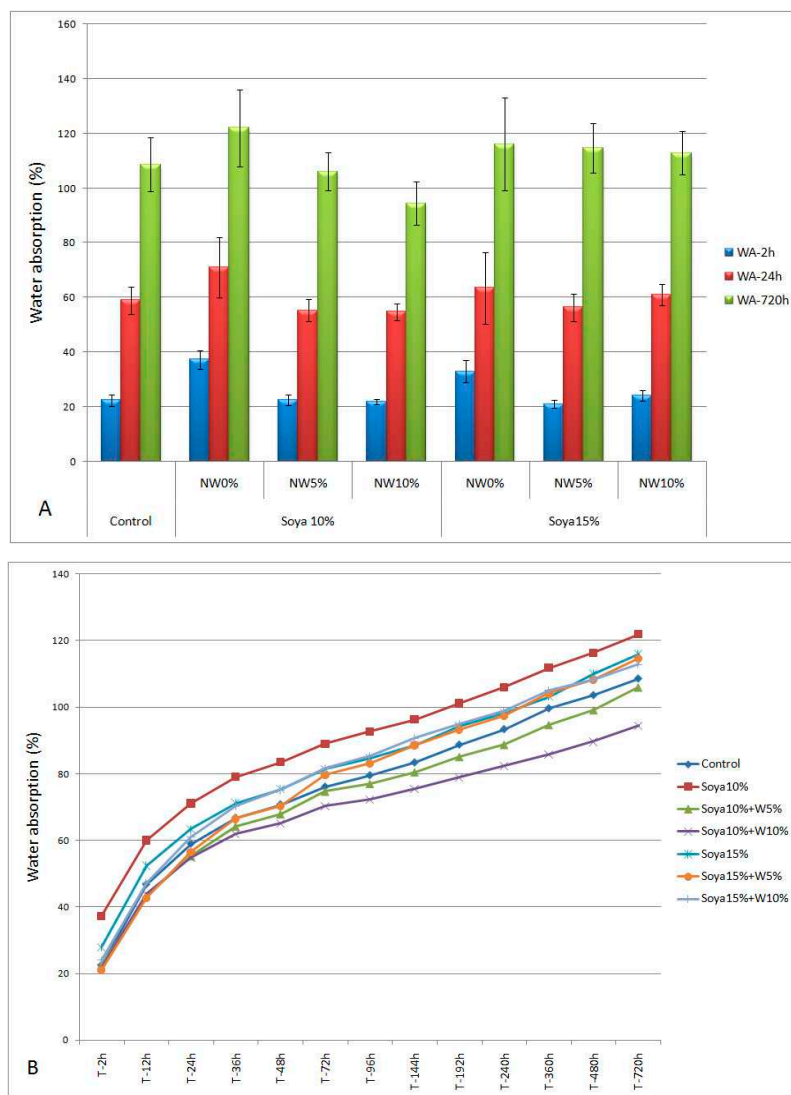 160
140
120
100
80
60
40
20
0
Water absorption (%)
NW0% NW5% NW10% NW0% NW5% NW10%
Control Soya 10% Soya15%
A
WA-2h
WA-24h
WA-720h
140
120
100
80
60
40
20
0
Water absorption (%)
T-2h T-12h T-24h T-36h T-48h T-72h T-96h T-144h T-192h T-240h T-360h T-480h T-720h
B
Control
Soya10%
Soya10%+W5%
Soya10%+W10%
Soya15%
Soya15%+W5%
Soya15%+W10%